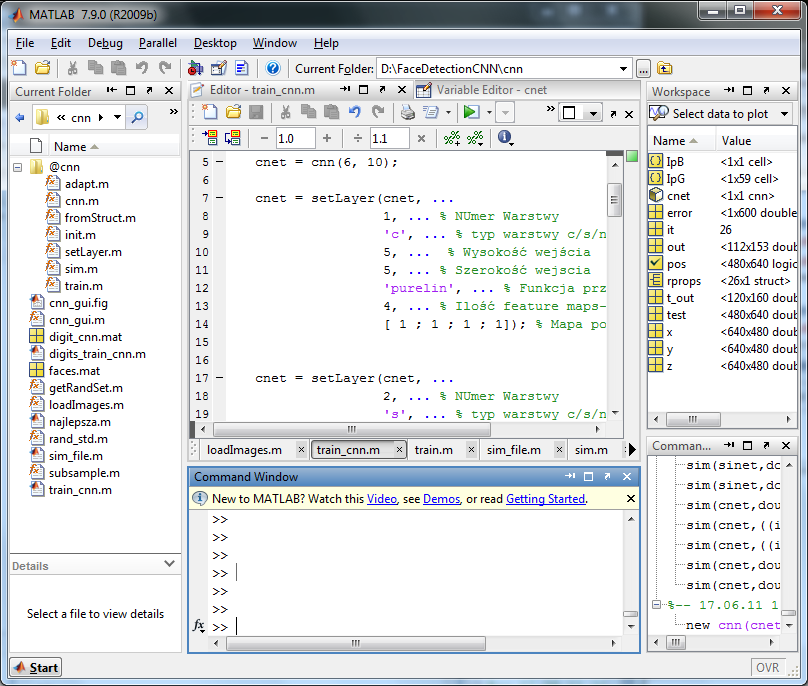 MATLAB 7.9.0 (R2009b)
File Edit Debug Parallel Desktop Window Help
Current Folder: D:\FaceDetectionCNN\cnn
Current Folder
« cnn
Name
@cnn
adapt.m
cnn.m
fromStruct.m
init.m
setLayer.m
sim.m
train.m
cnn_gui.fig
cnn_gui.m
digit_cnn.mat
digits_train_cnn.m
faces.mat
getRandSet.m
loadImages.m
najlepsza.m
rand_std.m
sim_file.m
subsample.m
train_cnn.m
Details
Select a file to view details
Editor - train_cnn.m
Variable Editor - cnet
1.0
1.1
5 cnet = cnn(6, 10);
6
7 cnet = setLayer(cnet, ...
8 1, ... % NUmer Warstwy
9 'c', ... % typ warstwy c/s/n
10 5, ... % Wysokość wejścia
11 5, ... % Szerokość wejscia
12 'purelin', ... % Funkcja prz
13 4, ... % Ilość feature maps-
14 [ 1 ; 1 ; 1 ; 1]); % Mapa po
15
16
17 cnet = setLayer(cnet, ...
18 2, ... % NUmer Warstwy
19 's', ... % typ warstwy c/s/n
loadImages.m train_cnn.m train.m sim_file.m sim.m
Command Window
New to MATLAB? Watch this Video, see Demos, or read Getting Started.
>>
>>
>>
>>
>>
>>
fx >>
Workspace
Select data to plot
Name Value
IpB <1x1 cell>
IpG <1x59 cell>
cnet <1x1 cnn>
error <1x600 double
it 26
out <112x153 doub
pos <480x640 logic
rprops <26x1 struct>
t_out <120x160 doub
test <480x640 doub
x <640x480 doub
y <640x480 doub
z <640x480 doub
Comman...
sim(sinet,dc
sim(sinet,dc
sim(cnet,dou
sim(cnet,((i
sim(cnet,((i
sim(cnet,dou
sim(cnet,dou
%-- 17.06.11 1
new cnn(cnet
Start
OVR